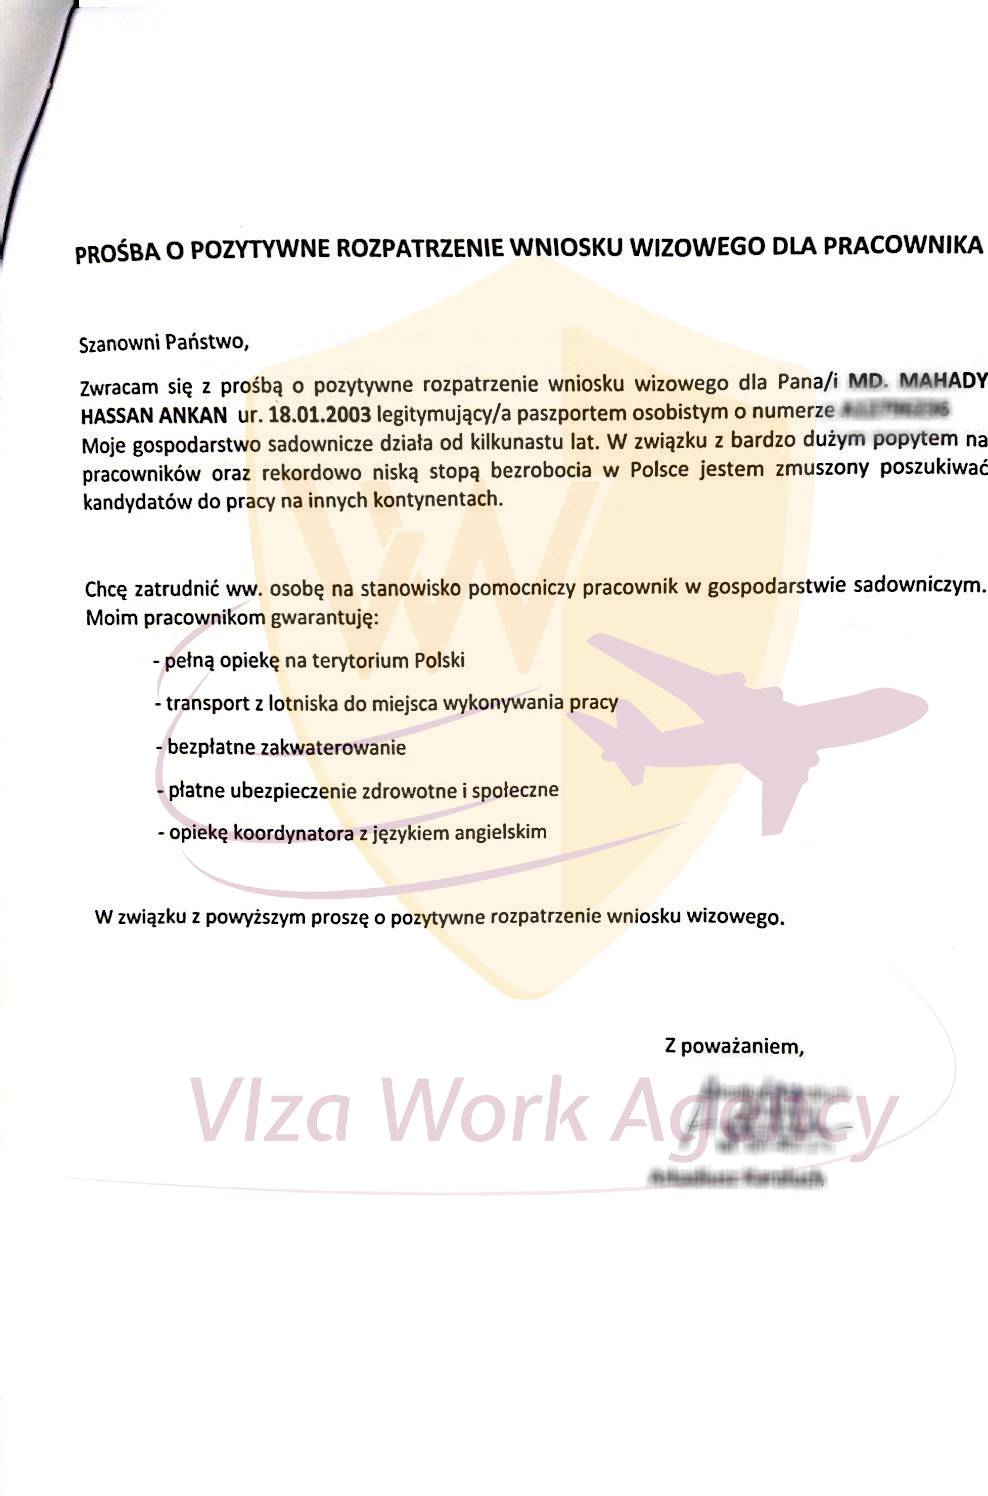 PROŚBA O POZYTYWNE ROZPATRZENIE WNIOSKU WIZOWEGO DLA PRACOWNIKA
Szanowni Państwo,
Zwracam się z prośbą o pozytywne rozpatrzenie wniosku wizowego dla Pana/i MD. MAHADY
HASSAN ANKAN ur. 18.01.2003 legitymujący/a paszportem osobistym o numerze
Moje gospodarstwo sadownicze działa od kilkunastu lat. W związku z bardzo dużym popytem na
pracowników oraz rekordowo niską stopą bezrobocia w Polsce jestem zmuszony poszukiwać
kandydatów do pracy na innych kontynentach.
Chcę zatrudnić ww. osobę na stanowisko pomocniczy pracownik w gospodarstwie sadowniczym.
Moim pracownikom gwarantuję:
- pełną opiekę na terytorium Polski
- transport z lotniska do miejsca wykonywania pracy
- bezpłatne zakwaterowanie
- płatne ubezpieczenie zdrowotne i społeczne
- opiekę koordynatora z językiem angielskim
W związku z powyższym proszę o pozytywne rozpatrzenie wniosku wizowego.
Z poważaniem,
VIza Work Agency